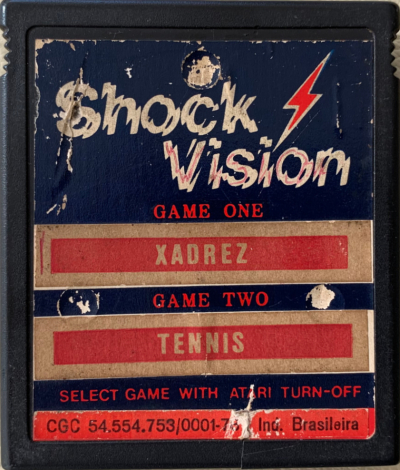 Shock
Vision
GAME ONE
XADREZ
GAME TWO
TENNIS
SELECT GAME WITH ATARI TURN-OFF
CGC 54.554.753/0001-7 Ind. Brasileira